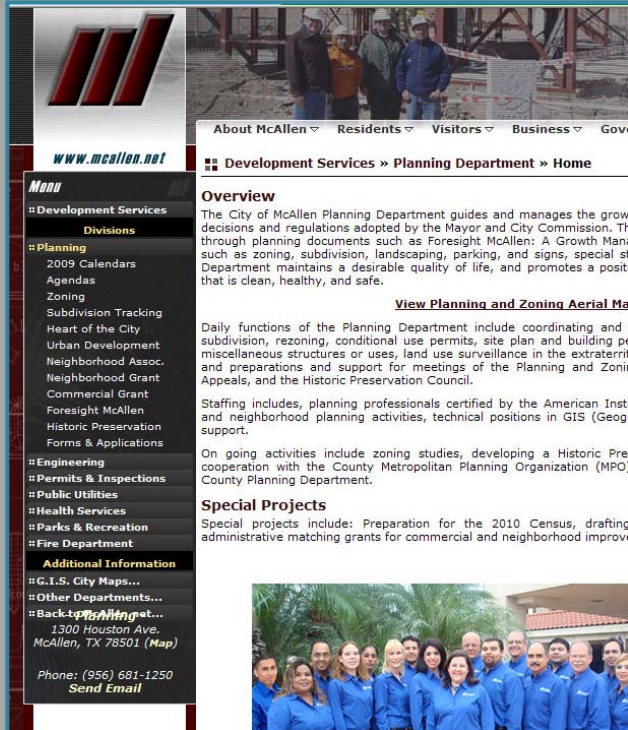 www.mcallen.net
Menu
Development Services
Divisions
Planning
2009 Calendars
Agendas
Zoning
Subdivision Tracking
Heart of the City
Urban Development
Neighborhood Assoc.
Neighborhood Grant
Commercial Grant
Foresight McAllen
Historic Preservation
Forms & Applications
Engineering
Permits & Inspections
Public Utilities
Health Services
Parks & Recreation
Fire Department
Additional Information
G.I.S. City Maps...
Other Departments...
Back to McAllen.net...
Planning
1300 Houston Ave.
McAllen, TX 78501 (Map)
Phone: (956) 681-1250
Send Email
About McAllen Residents Visitors Business Gov
Development Services » Planning Department » Home
Overview
The City of McAllen Planning Department guides and manages the grow
decisions and regulations adopted by the Mayor and City Commission. Th
through planning documents such as Foresight McAllen: A Growth Mana
such as zoning, subdivision, landscaping, parking, and signs, special st
Department maintains a desirable quality of life, and promotes a posit
that is clean, healthy, and safe.
View Planning and Zoning Aerial Ma
Daily functions of the Planning Department include coordinating and
subdivision, rezoning, conditional use permits, site plan and building pe
miscellaneous structures or uses, land use surveillance in the extraterrit
and preparations and support for meetings of the Planning and Zonin
Appeals, and the Historic Preservation Council.
Staffing includes, planning professionals certified by the American Inst
and neighborhood planning activities, technical positions in GIS (Geog
support.
On going activities include zoning studies, developing a Historic Pre
cooperation with the County Metropolitan Planning Organization (MPO)
County Planning Department.
Special Projects
Special projects include: Preparation for the 2010 Census, drafting
administrative matching grants for commercial and neighborhood improve